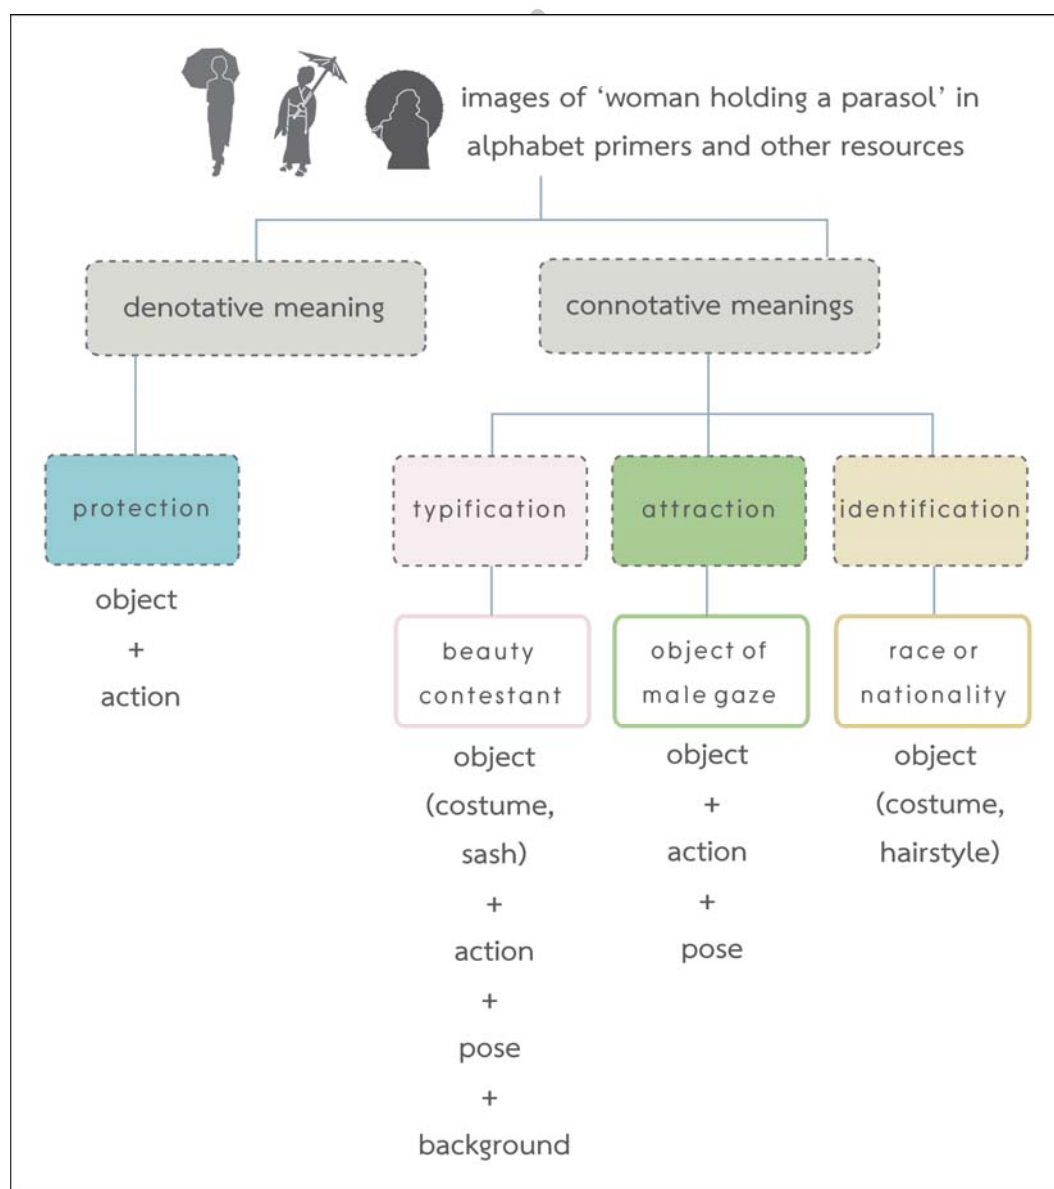 images of ‘woman holding a parasol’ in
alphabet primers and other resources
denotative meaning
connotative meanings
protection
object
+
action
typification
beauty
contestant
object
(costume,
sash)
+
action
+
pose
+
background
attraction
object of
male gaze
object
+
action
+
pose
identification
race or
nationality
object
(costume,
hairstyle)